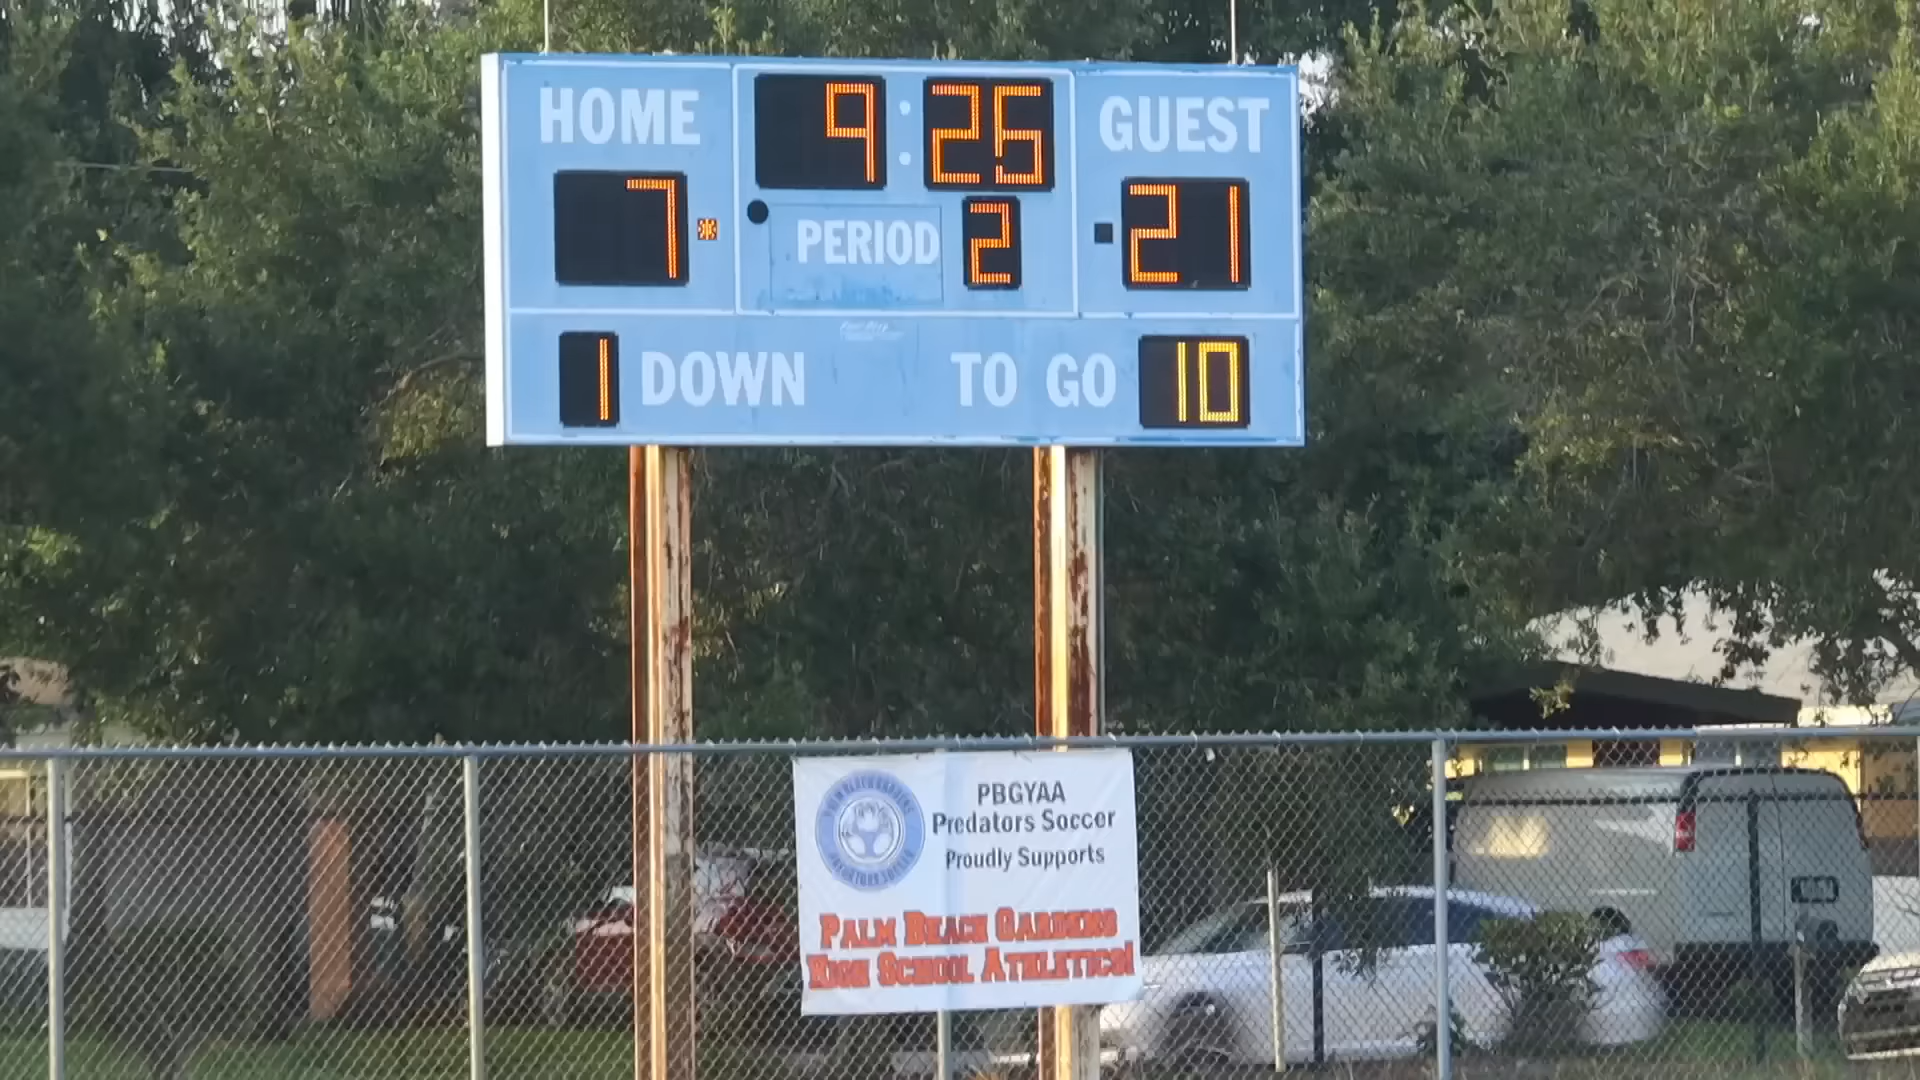 HOME 9:25 GUEST
7 PERIOD 2 21
1 DOWN TO GO 10
PBGYAA
Predators Soccer
Proudly Supports
PALM BEACH GARDENS
HIGH SCHOOL ATHLETICS!